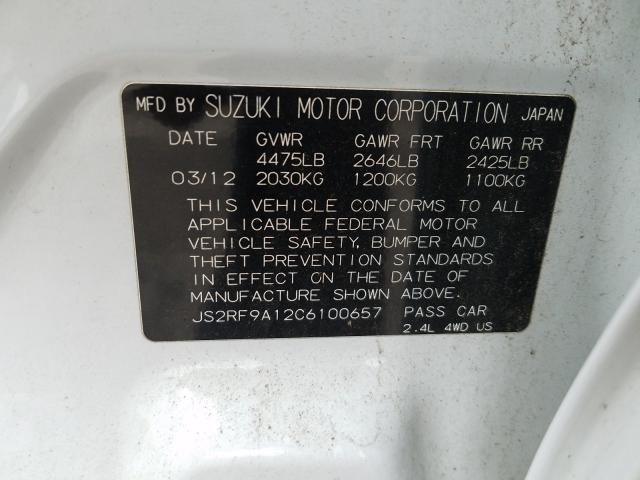 MFD BY SUZUKI MOTOR CORPORATION JAPAN
DATE GVWR GAWR FRT GAWR RR
4475LB 2646LB 2425LB
03/12 2030KG 1200KG 1100KG
THIS VEHICLE CONFORMS TO ALL
APPLICABLE FEDERAL MOTOR
VEHICLE SAFETY, BUMPER AND
THEFT PREVENTION STANDARDS
IN EFFECT ON THE DATE OF
MANUFACTURE SHOWN ABOVE.
JS2RF9A12C6100657 PASS CAR
2.4L 4WD US